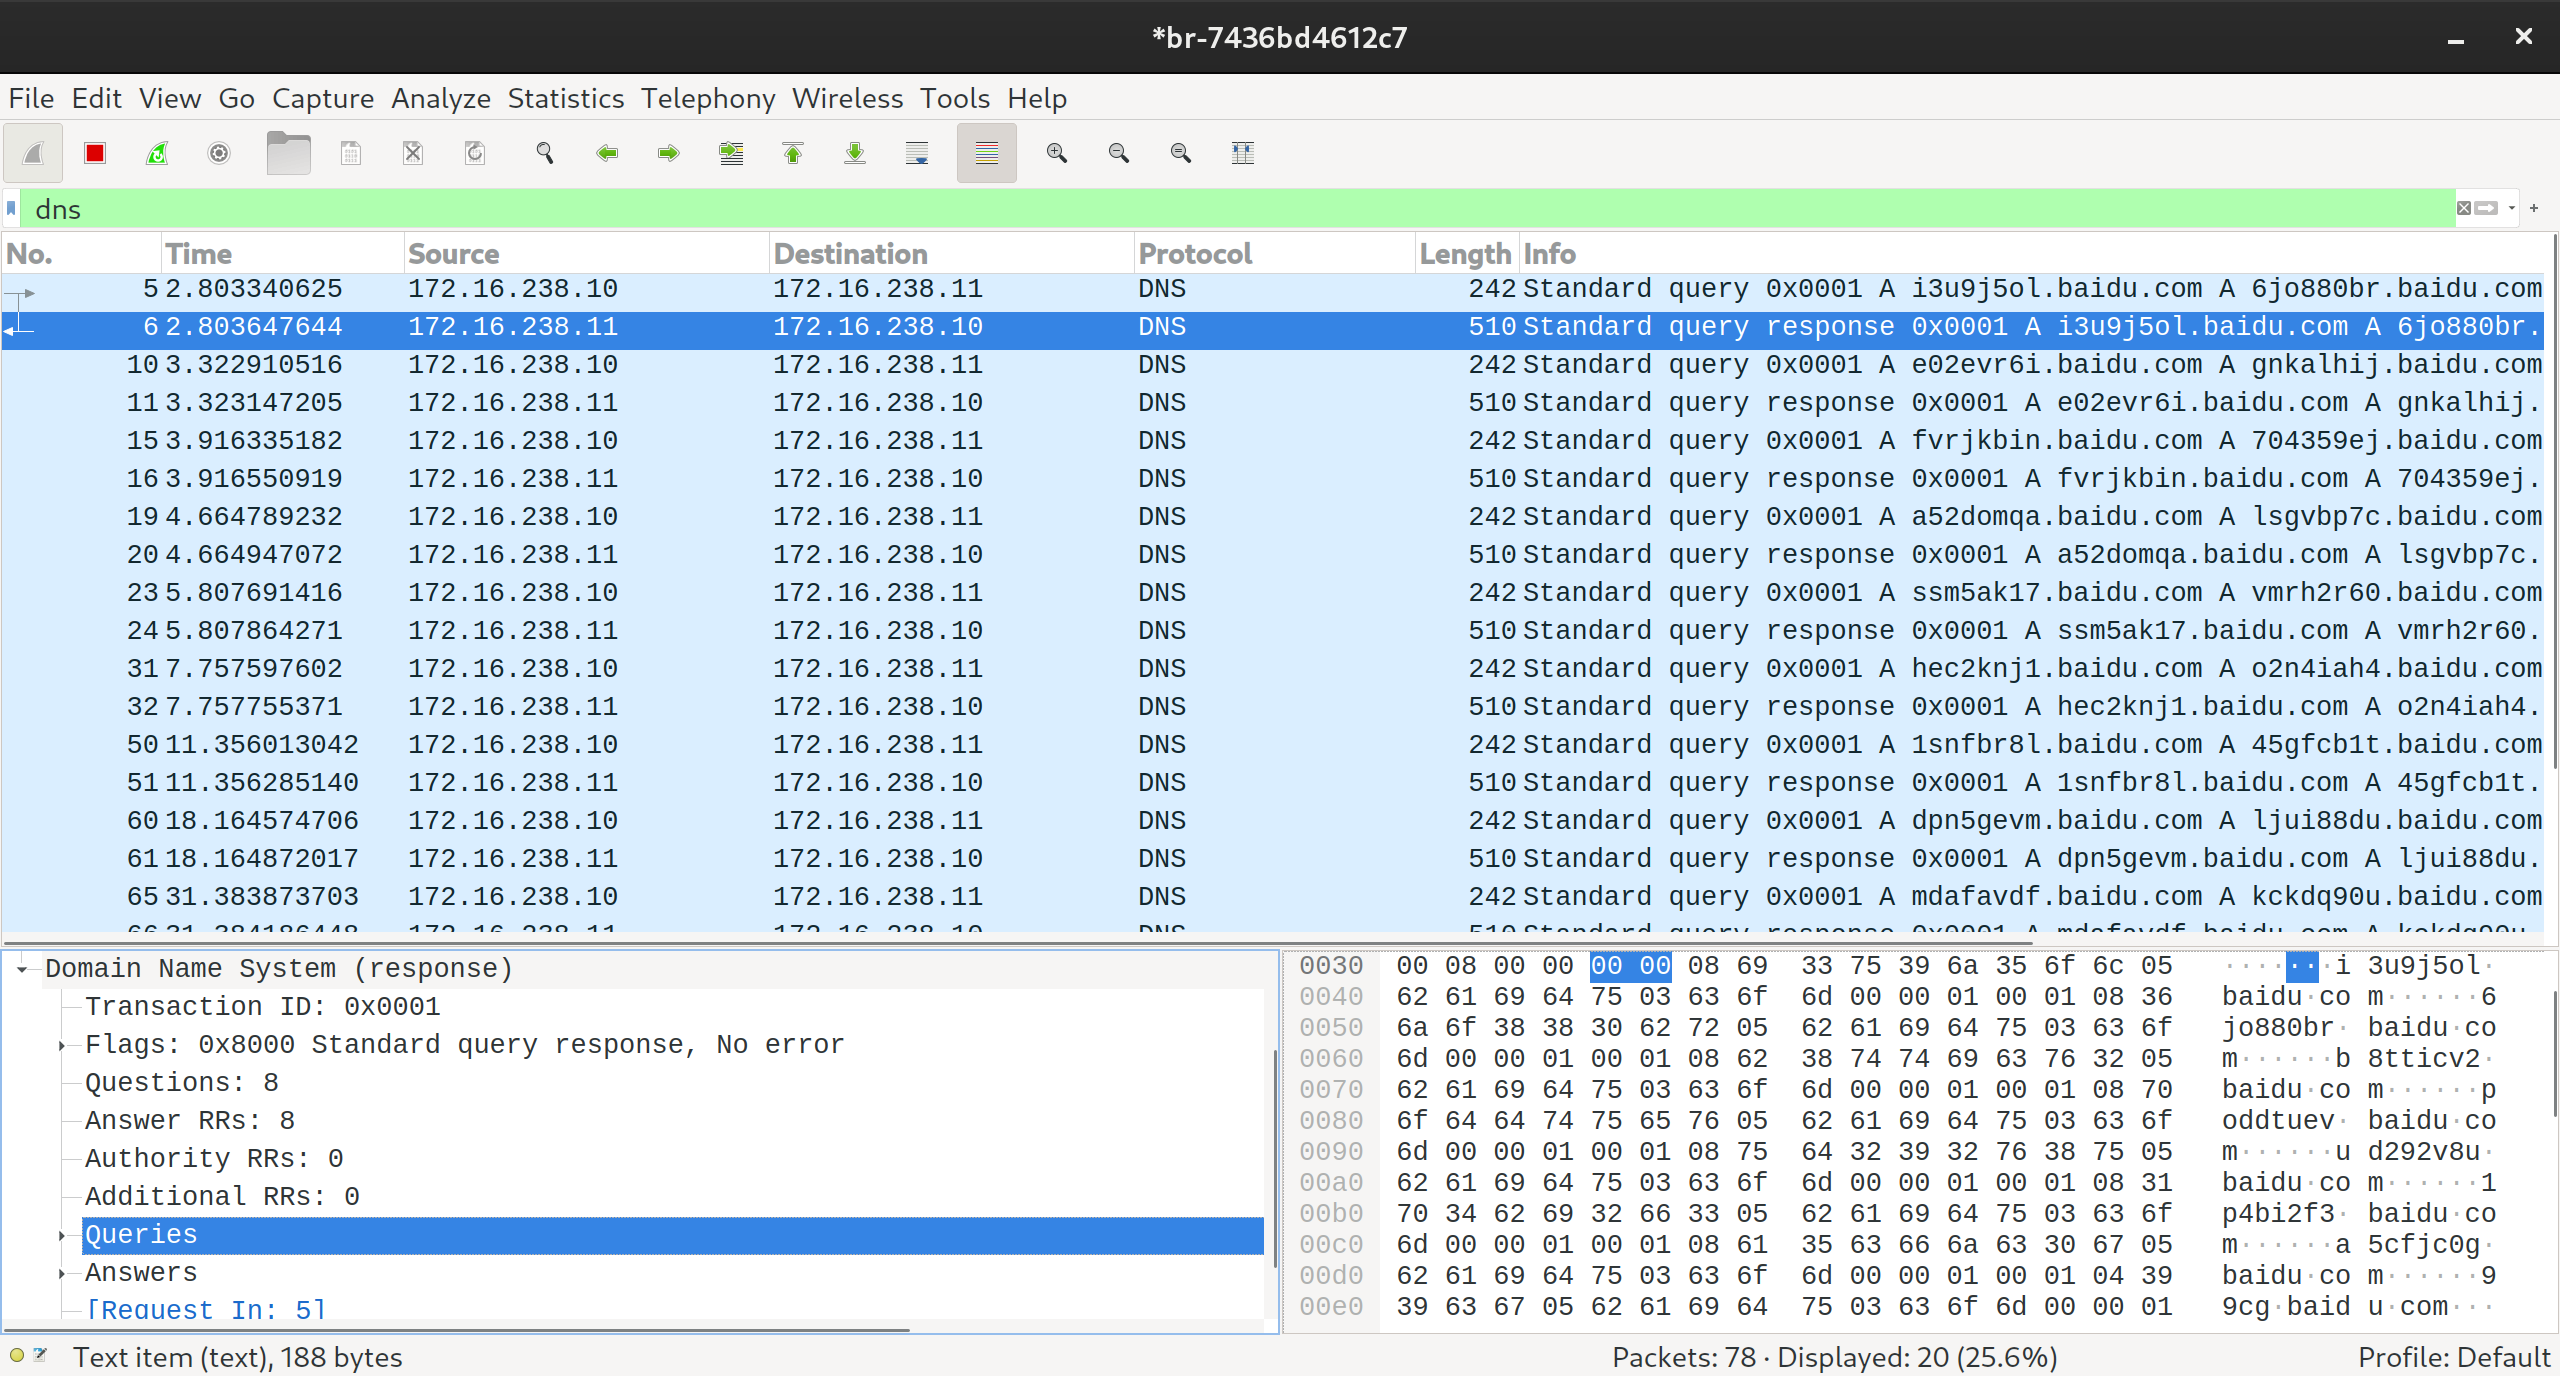 *br-7436bd4612c7
File Edit View Go Capture Analyze Statistics Telephony Wireless Tools Help
dns
No. Time Source Destination Protocol Length Info
5 2.803340625 172.16.238.10 172.16.238.11 DNS 242 Standard query 0x0001 A i3u9j5ol.baidu.com A 6jo880br.baidu.com
6 2.803647644 172.16.238.11 172.16.238.10 DNS 510 Standard query response 0x0001 A i3u9j5ol.baidu.com A 6jo880br.
10 3.322910516 172.16.238.10 172.16.238.11 DNS 242 Standard query 0x0001 A e02evr6i.baidu.com A gnkalhij.baidu.com
11 3.323147205 172.16.238.11 172.16.238.10 DNS 510 Standard query response 0x0001 A e02evr6i.baidu.com A gnkalhij.
15 3.916335182 172.16.238.10 172.16.238.11 DNS 242 Standard query 0x0001 A fvrjkbin.baidu.com A 704359ej.baidu.com
16 3.916550919 172.16.238.11 172.16.238.10 DNS 510 Standard query response 0x0001 A fvrjkbin.baidu.com A 704359ej.
19 4.664789232 172.16.238.10 172.16.238.11 DNS 242 Standard query 0x0001 A a52domqa.baidu.com A lsgvbp7c.baidu.com
20 4.664947072 172.16.238.11 172.16.238.10 DNS 510 Standard query response 0x0001 A a52domqa.baidu.com A lsgvbp7c.
23 5.807691416 172.16.238.10 172.16.238.11 DNS 242 Standard query 0x0001 A ssm5ak17.baidu.com A vmrh2r60.baidu.com
24 5.807864271 172.16.238.11 172.16.238.10 DNS 510 Standard query response 0x0001 A ssm5ak17.baidu.com A vmrh2r60.
31 7.757597602 172.16.238.10 172.16.238.11 DNS 242 Standard query 0x0001 A hec2knj1.baidu.com A o2n4iah4.baidu.com
32 7.757755371 172.16.238.11 172.16.238.10 DNS 510 Standard query response 0x0001 A hec2knj1.baidu.com A o2n4iah4.
50 11.356013042 172.16.238.10 172.16.238.11 DNS 242 Standard query 0x0001 A 1snfbr8l.baidu.com A 45gfcb1t.baidu.com
51 11.356285140 172.16.238.11 172.16.238.10 DNS 510 Standard query response 0x0001 A 1snfbr8l.baidu.com A 45gfcb1t.
60 18.164574706 172.16.238.10 172.16.238.11 DNS 242 Standard query 0x0001 A dpn5gevm.baidu.com A ljui88du.baidu.com
61 18.164872017 172.16.238.11 172.16.238.10 DNS 510 Standard query response 0x0001 A dpn5gevm.baidu.com A ljui88du.
65 31.383873703 172.16.238.10 172.16.238.11 DNS 242 Standard query 0x0001 A mdafavdf.baidu.com A kckdq90u.baidu.com
66 31.384186448 172.16.238.11 172.16.238.10 DNS 510 Standard query response 0x0001 A mdafavdf.baidu.com A kckdq90u.
Domain Name System (response)
Transaction ID: 0x0001
Flags: 0x8000 Standard query response, No error
Questions: 8
Answer RRs: 8
Authority RRs: 0
Additional RRs: 0
Queries
Answers
[Request In: 5]
0030 00 08 00 00 00 00 08 69 33 75 39 6a 35 6f 6c 05 ·······i 3u9j5ol·
0040 62 61 69 64 75 03 63 6f 6d 00 00 01 00 01 08 36 baidu·co m······6
0050 6a 6f 38 38 30 62 72 05 62 61 69 64 75 03 63 6f jo880br· baidu·co
0060 6d 00 00 01 00 01 08 62 38 74 74 69 63 76 32 05 m······b 8tticv2·
0070 62 61 69 64 75 03 63 6f 6d 00 00 01 00 01 08 70 baidu·co m······p
0080 6f 64 64 74 75 65 76 05 62 61 69 64 75 03 63 6f oddtuev· baidu·co
0090 6d 00 00 01 00 01 08 75 64 32 39 32 76 38 75 05 m······u d292v8u·
00a0 62 61 69 64 75 03 63 6f 6d 00 00 01 00 01 08 31 baidu·co m······1
00b0 70 34 62 69 32 66 33 05 62 61 69 64 75 03 63 6f p4bi2f3· baidu·co
00c0 6d 00 00 01 00 01 08 61 35 63 66 6a 63 30 67 05 m······a 5cfjc0g·
00d0 62 61 69 64 75 03 63 6f 6d 00 00 01 00 01 04 39 baidu·co m······9
00e0 39 63 67 05 62 61 69 64 75 03 63 6f 6d 00 00 01 9cg·baid u·com···
Text item (text), 188 bytes
Packets: 78 · Displayed: 20 (25.6%)
Profile: Default